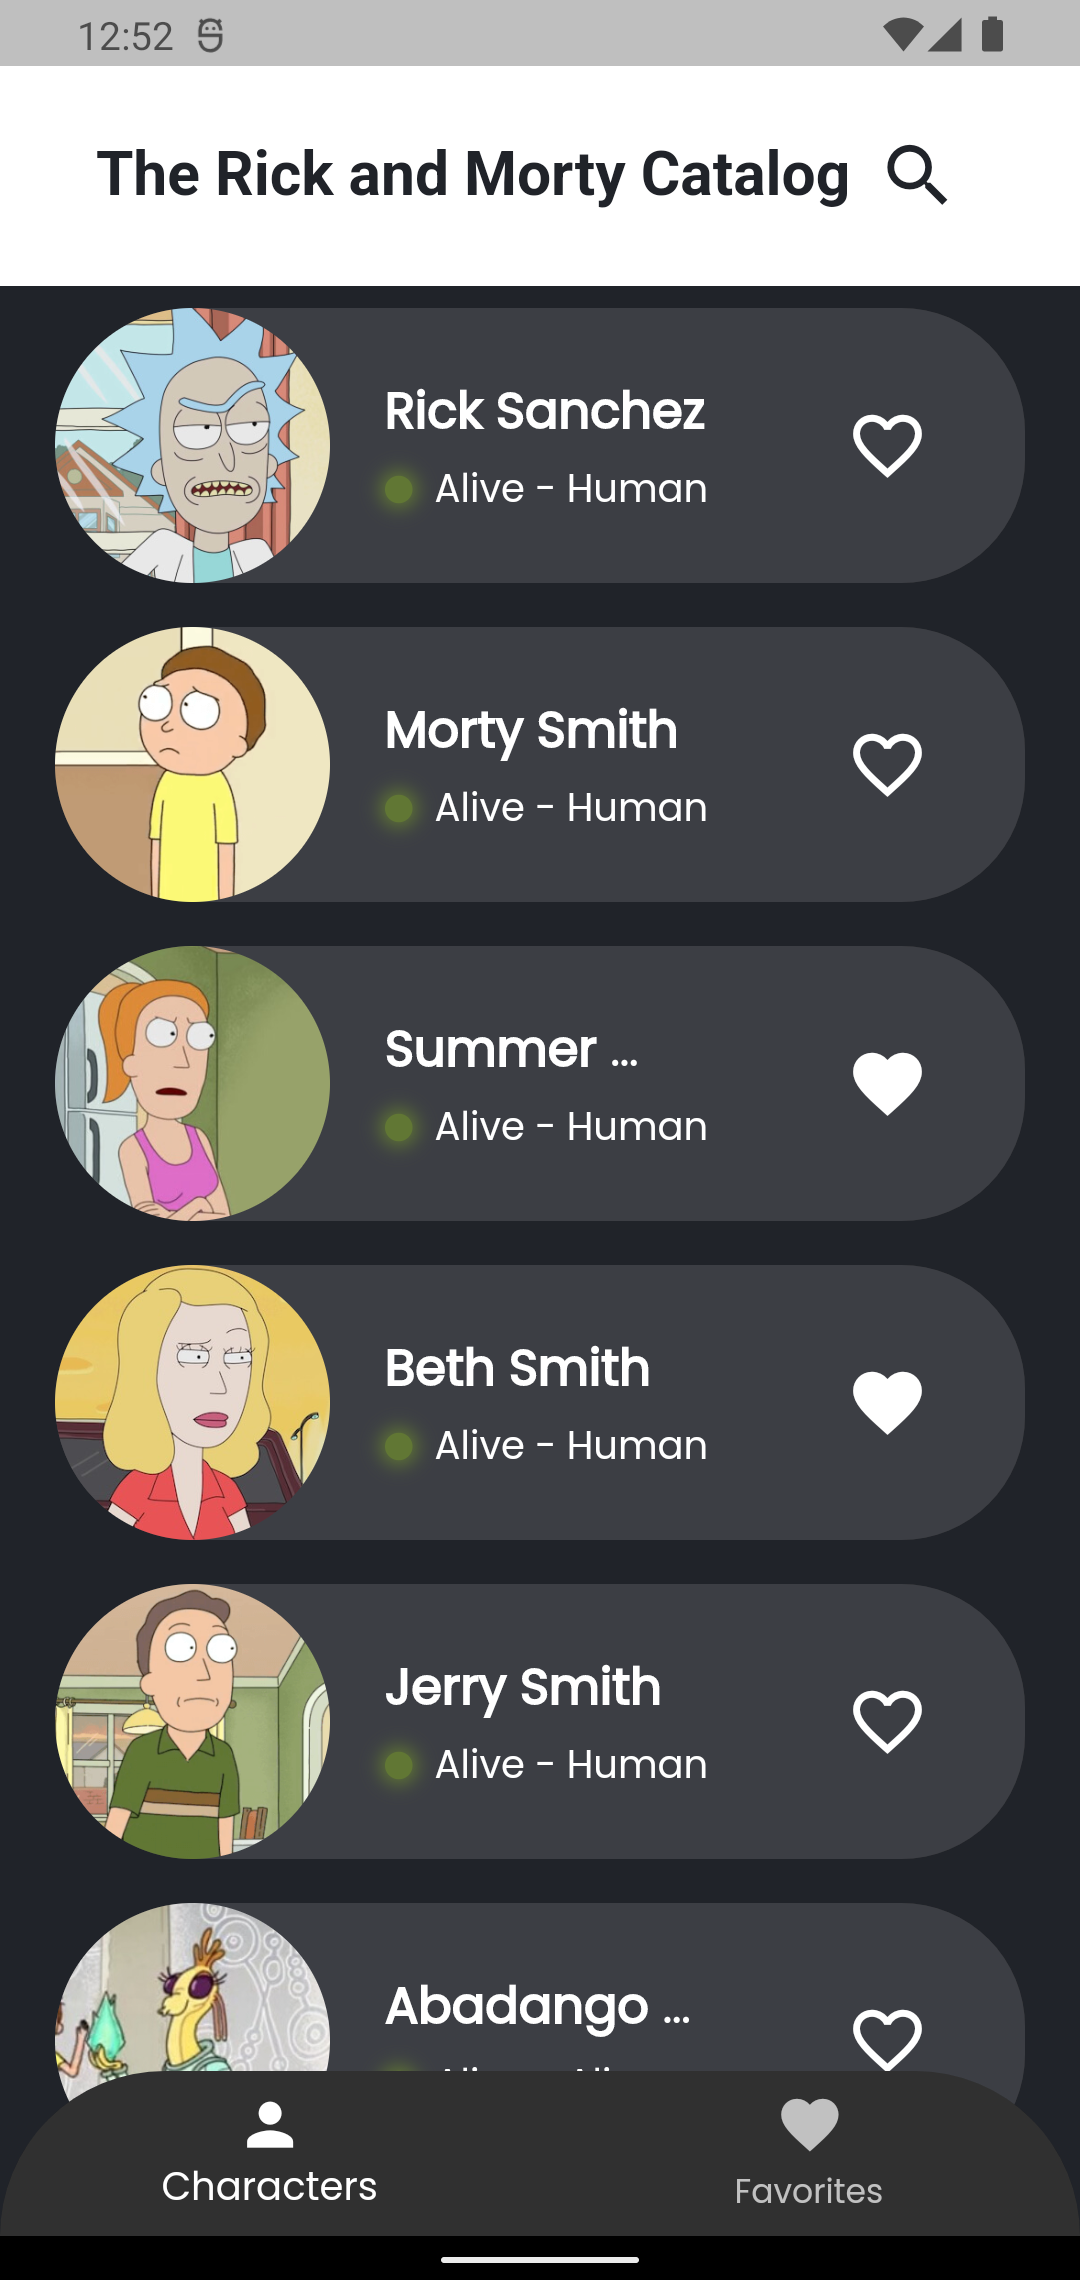 12:52
The Rick and Morty Catalog
Rick Sanchez
Alive - Human
Morty Smith
Alive - Human
Summer ...
Alive - Human
Beth Smith
Alive - Human
Jerry Smith
Alive - Human
Abadango ...
Characters
Favorites